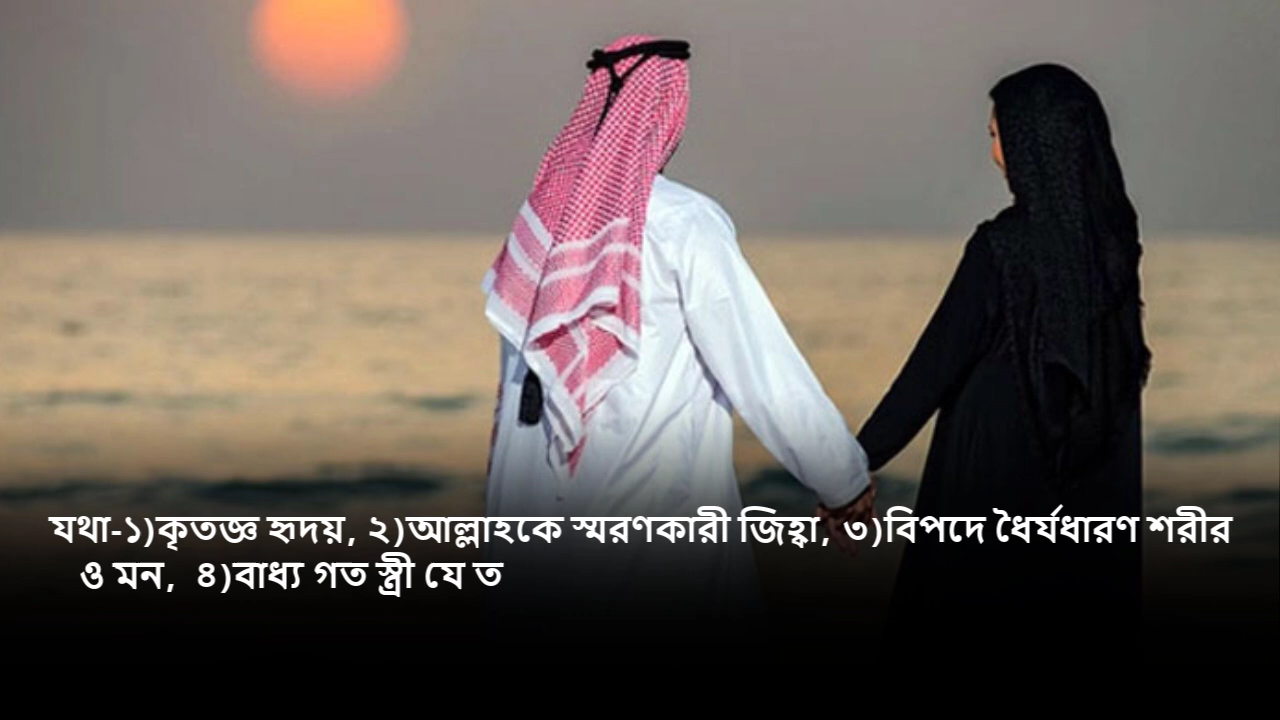 যথা-১)কৃতজ্ঞ হৃদয়, ২)আল্লাহকে স্মরণকারী জিহ্বা, ৩)বিপদে ধৈর্যধারণ শরীর
ও মন,  ৪)বাধ্য গত স্ত্রী যে ত